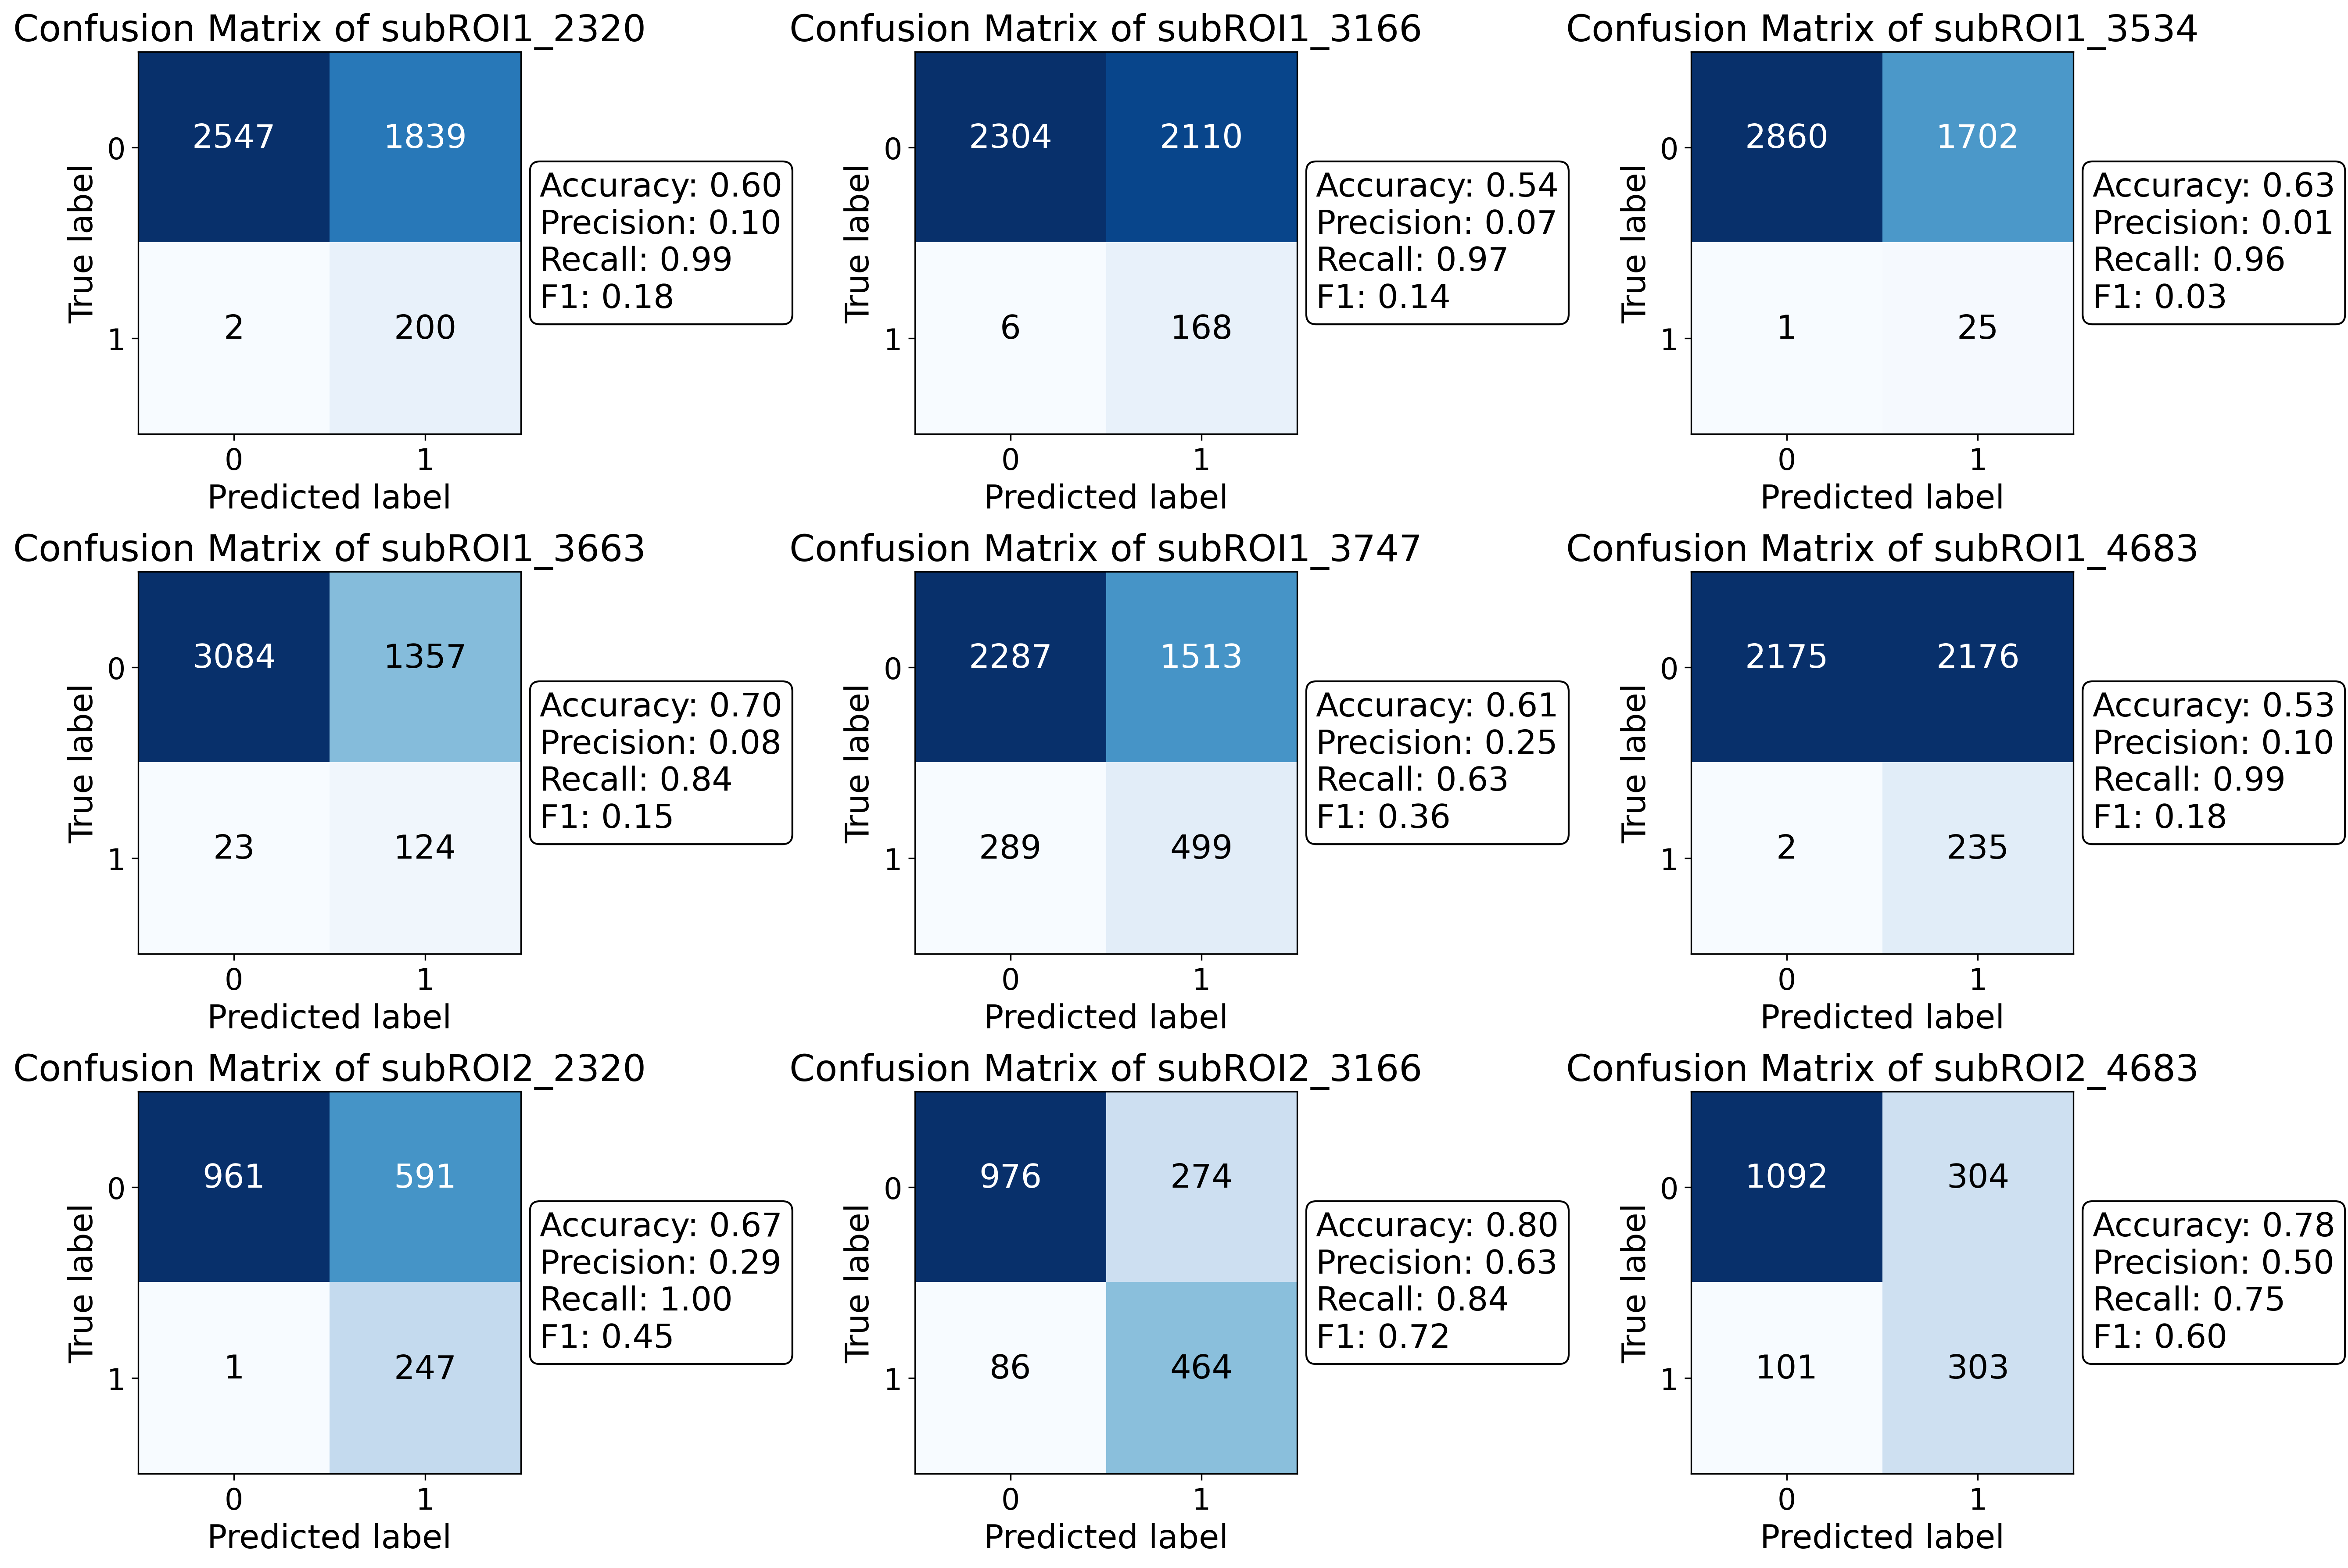 Confusion Matrix of subROI1_2320
2547 1839
2 200
0
1
0 1
True label
Predicted label
Accuracy: 0.60
Precision: 0.10
Recall: 0.99
F1: 0.18
Confusion Matrix of subROI1_3166
2304 2110
6 168
0
1
0 1
True label
Predicted label
Accuracy: 0.54
Precision: 0.07
Recall: 0.97
F1: 0.14
Confusion Matrix of subROI1_3534
2860 1702
1 25
0
1
0 1
True label
Predicted label
Accuracy: 0.63
Precision: 0.01
Recall: 0.96
F1: 0.03
Confusion Matrix of subROI1_3663
3084 1357
23 124
0
1
0 1
True label
Predicted label
Accuracy: 0.70
Precision: 0.08
Recall: 0.84
F1: 0.15
Confusion Matrix of subROI1_3747
2287 1513
289 499
0
1
0 1
True label
Predicted label
Accuracy: 0.61
Precision: 0.25
Recall: 0.63
F1: 0.36
Confusion Matrix of subROI1_4683
2175 2176
2 235
0
1
0 1
True label
Predicted label
Accuracy: 0.53
Precision: 0.10
Recall: 0.99
F1: 0.18
Confusion Matrix of subROI2_2320
961 591
1 247
0
1
0 1
True label
Predicted label
Accuracy: 0.67
Precision: 0.29
Recall: 1.00
F1: 0.45
Confusion Matrix of subROI2_3166
976 274
86 464
0
1
0 1
True label
Predicted label
Accuracy: 0.80
Precision: 0.63
Recall: 0.84
F1: 0.72
Confusion Matrix of subROI2_4683
1092 304
101 303
0
1
0 1
True label
Predicted label
Accuracy: 0.78
Precision: 0.50
Recall: 0.75
F1: 0.60